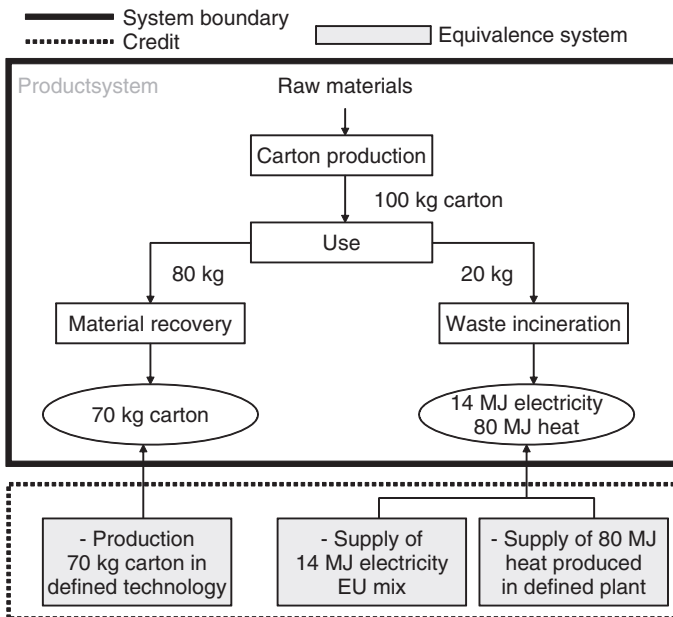 System boundary
Credit
Equivalence system
Productsystem
Raw materials
Carton production
100 kg carton
Use
80 kg
20 kg
Material recovery
Waste incineration
70 kg carton
14 MJ electricity
80 MJ heat
- Production
70 kg carton in
defined technology
- Supply of
14 MJ electricity
EU mix
- Supply of 80 MJ
heat produced
in defined plant